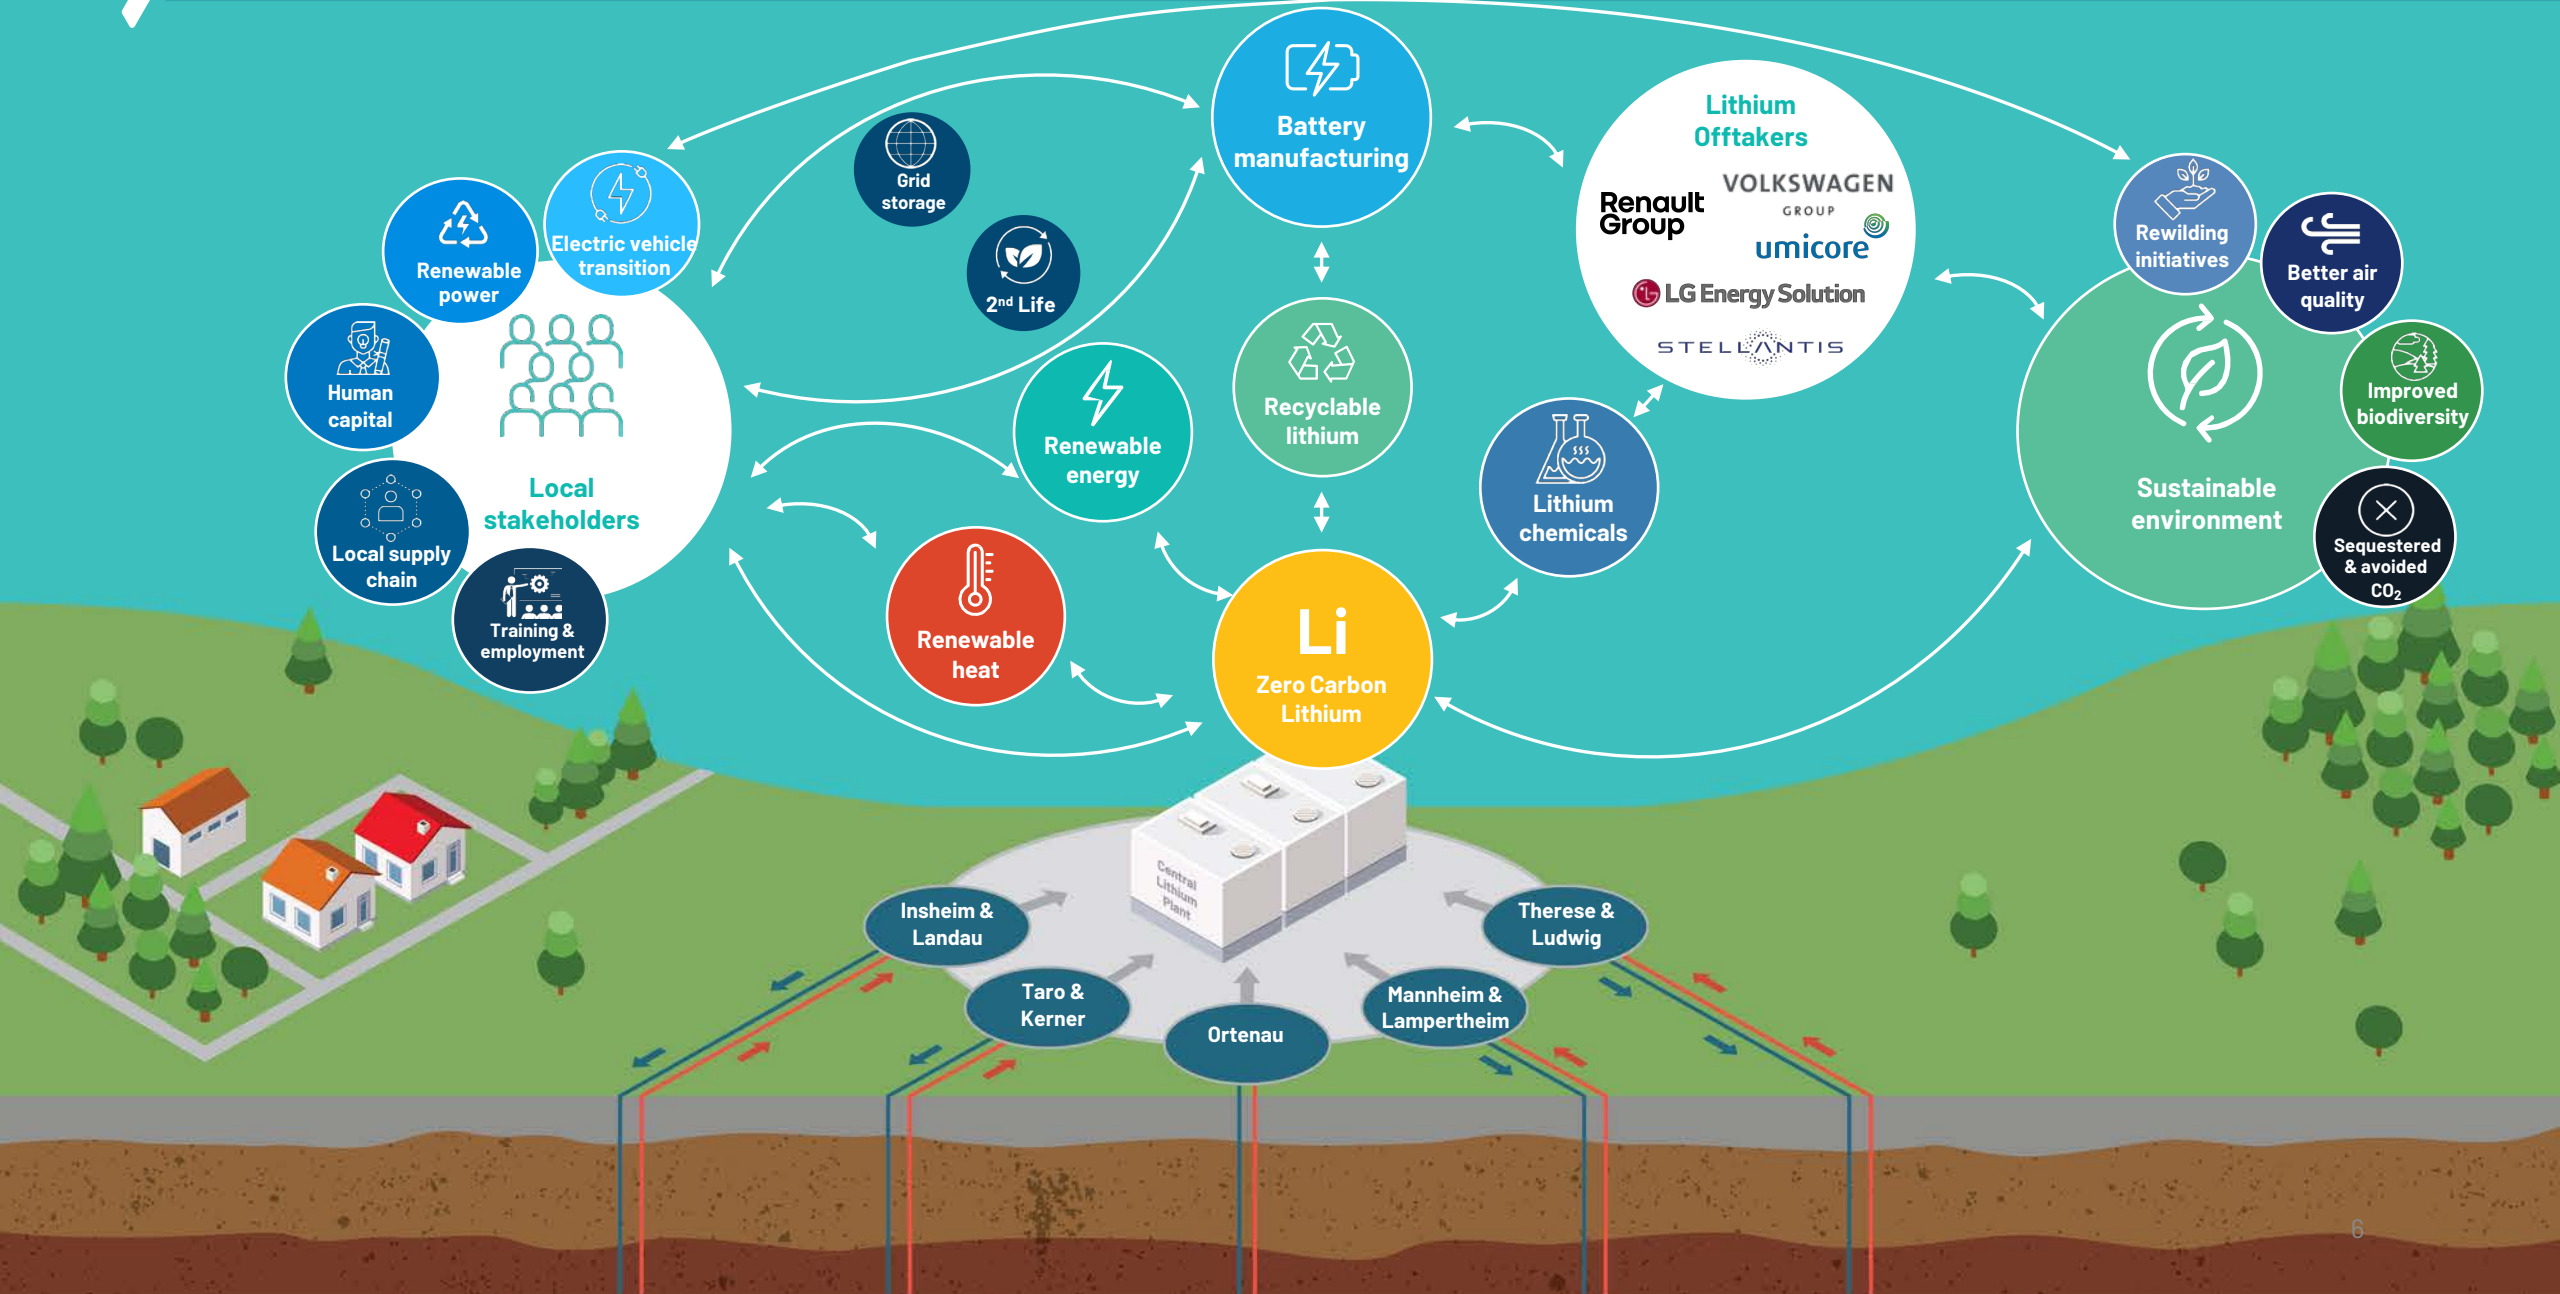 Battery
manufacturing
Lithium
Offtakers
Renault
Group
VOLKSWAGEN
GROUP
umicore
LG Energy Solution
STELLANTIS
Grid
storage
2nd Life
Electric vehicle
transition
Renewable
power
Human
capital
Local supply
chain
Training &
employment
Local
stakeholders
Renewable
energy
Recyclable
lithium
Lithium
chemicals
Renewable
heat
Li
Zero Carbon
Lithium
Rewilding
initiatives
Better air
quality
Improved
biodiversity
Sequestered
& avoided
CO₂
Sustainable
environment
Central
Lithium
Plant
Insheim &
Landau
Taro &
Kerner
Ortenau
Mannheim &
Lampertheim
Therese &
Ludwig
6